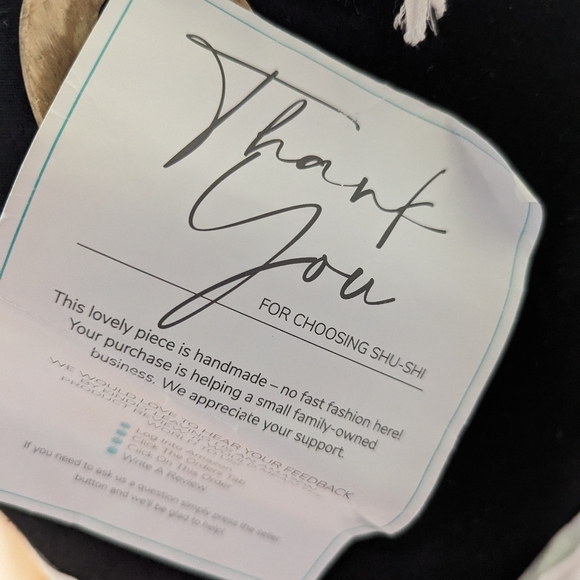 Thank
You
FOR CHOOSING SHU-SHI
This lovely piece is handmade – no fast fashion here!
Your purchase is helping a small family-owned
business. We appreciate your support.
WE WOULD LOVE TO HEAR YOUR FEEDBACK
Log Into Amazon
Click The Orders Tab
Click On This Order
Write A Review
If you need to ask us a question simply press the seller
button and we'll be glad to help!